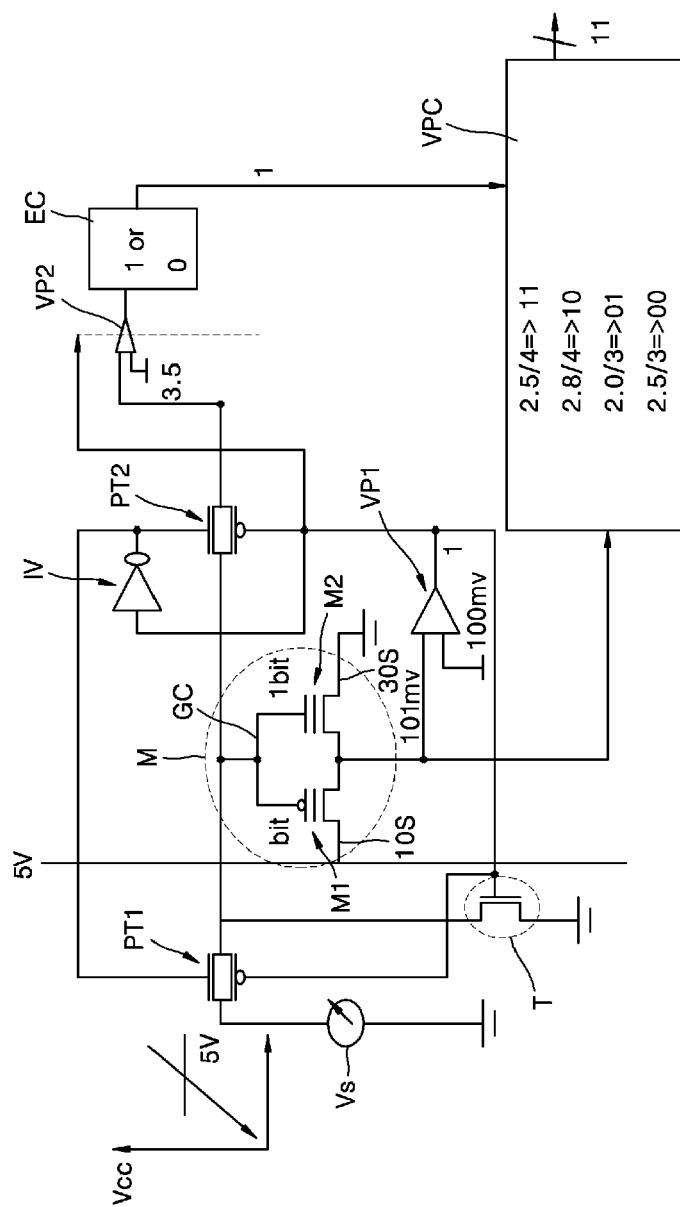 Vcc
5V
Vs
PT1
5V
T
M
bit
GC
1bit
M1
10S
M2
30S
101mv
100mv
1
VP1
IV
PT2
3.5
VP2
EC
1 or
0
1
VPC
2.5/4=> 11
2.8/4=>10
2.0/3=>01
2.5/3=>00
11